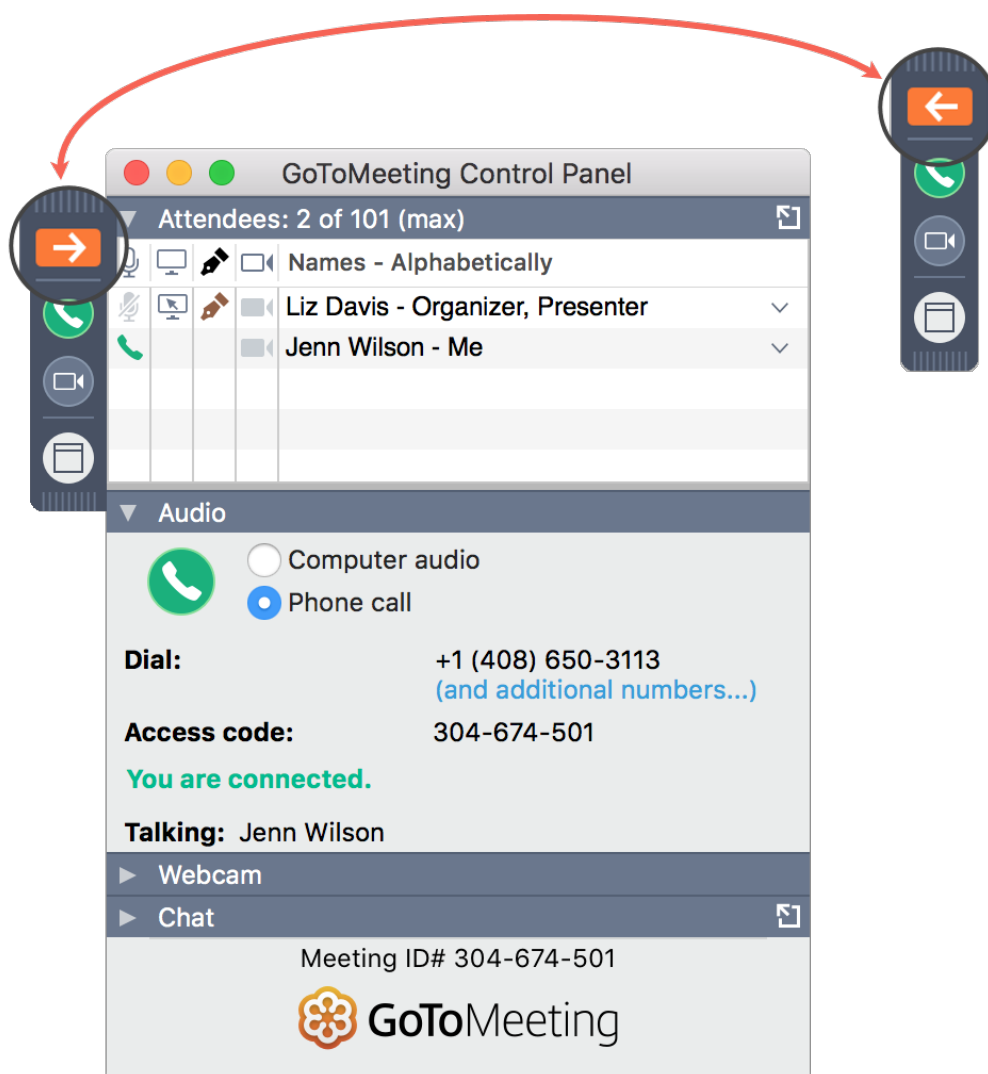 GoToMeeting Control Panel
Attendees: 2 of 101 (max)
Names - Alphabetically
Liz Davis - Organizer, Presenter
Jenn Wilson - Me
Audio
Computer audio
Phone call
Dial: +1 (408) 650-3113
(and additional numbers...)
Access code: 304-674-501
You are connected.
Talking: Jenn Wilson
Webcam
Chat
Meeting ID# 304-674-501
GoToMeeting